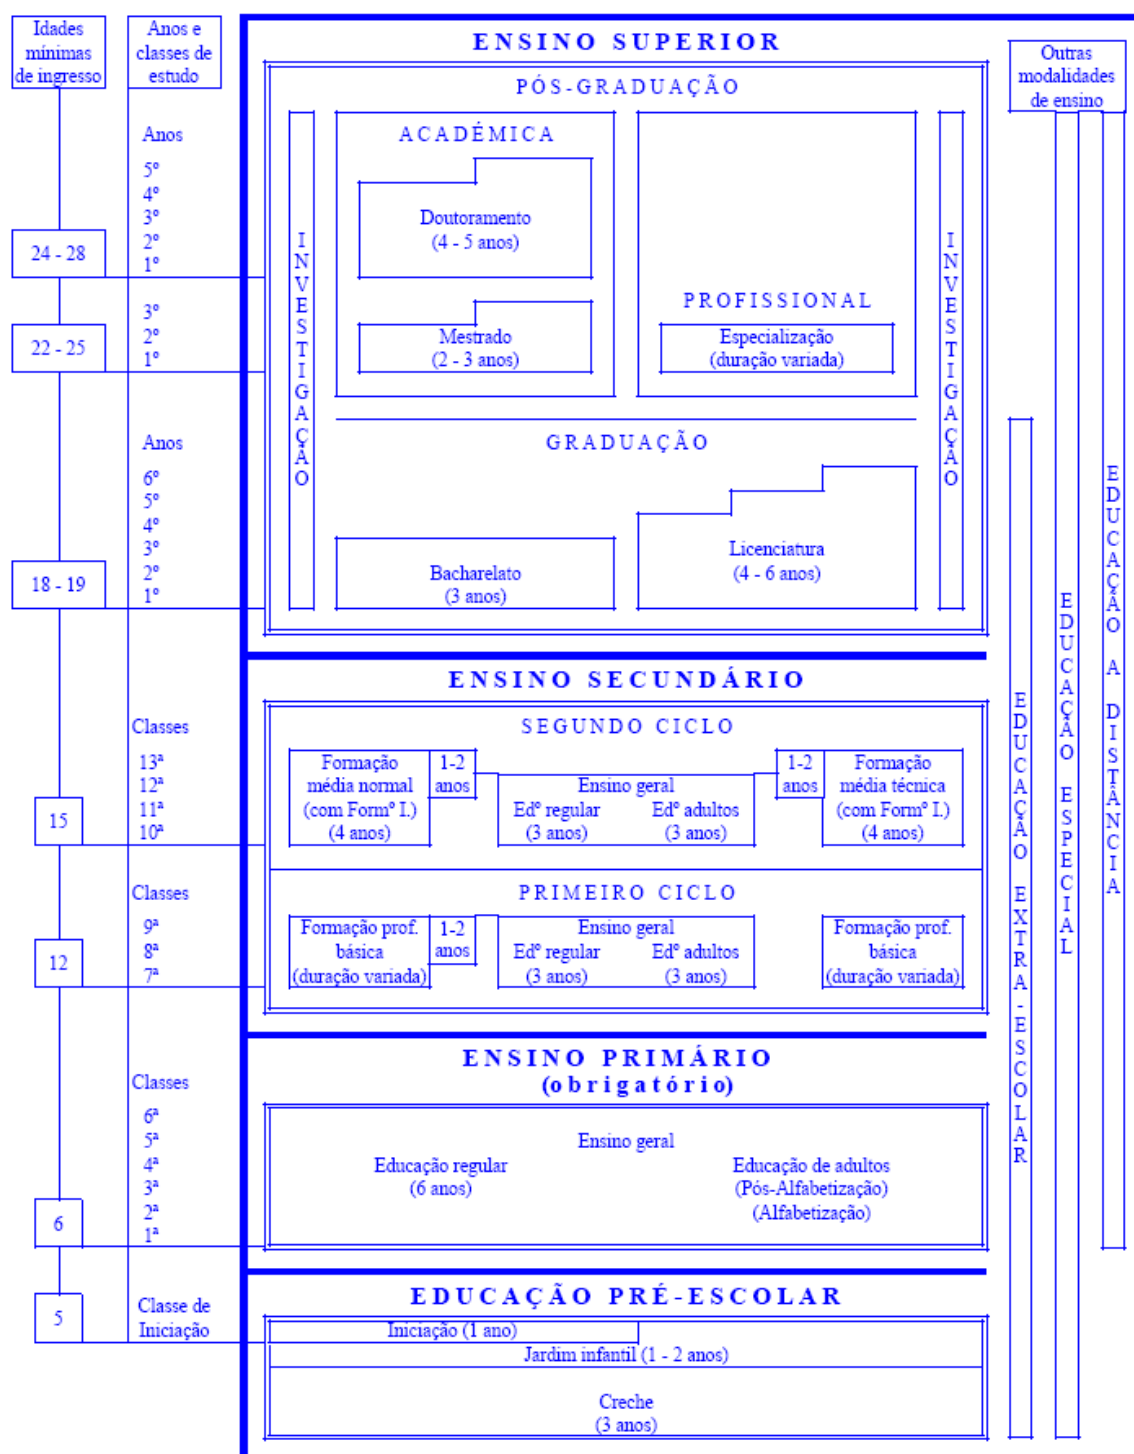 Idades
mínimas
de ingresso
Anos e
classes de
estudo
ENSINO SUPERIOR
Outras
modalidades
de ensino
PÓS-GRADUAÇÃO
Anos
5º
4º
3º
2º
1º
24 - 28
3º
2º
1º
22 - 25
INVESTIGAÇÃO
ACADÉMICA
Doutoramento
(4 - 5 anos)
Mestrado
(2 - 3 anos)
PROFISSIONAL
Especialização
(duração variada)
INVESTIGAÇÃO
GRADUAÇÃO
Anos
6º
5º
4º
3º
2º
1º
18 - 19
Bacharelato
(3 anos)
Licenciatura
(4 - 6 anos)
ENSINO SECUNDÁRIO
SEGUNDO CICLO
Classes
13ª
12ª
11ª
10ª
15
Formação
média normal
(com Formº I.)
(4 anos)
1-2
anos
Ensino geral
Edº regular
(3 anos)
Edº adultos
(3 anos)
1-2
anos
Formação
média técnica
(com Formº I.)
(4 anos)
PRIMEIRO CICLO
Classes
9ª
8ª
7ª
12
Formação prof.
básica
(duração variada)
1-2
anos
Ensino geral
Edº regular
(3 anos)
Edº adultos
(3 anos)
Formação prof.
básica
(duração variada)
ENSINO PRIMÁRIO
(obrigatório)
Classes
6ª
5ª
4ª
3ª
2ª
1ª
6
Ensino geral
Educação regular
(6 anos)
Educação de adultos
(Pós-Alfabetização)
(Alfabetização)
EDUCAÇÃO PRÉ-ESCOLAR
5
Classe de
Iniciação
Iniciação (1 ano)
Jardim infantil (1 - 2 anos)
Creche
(3 anos)
EDUCAÇÃO EXTRA-ESCOLAR
EDUCAÇÃO ESPECIAL
EDUCAÇÃO A DISTÂNCIA